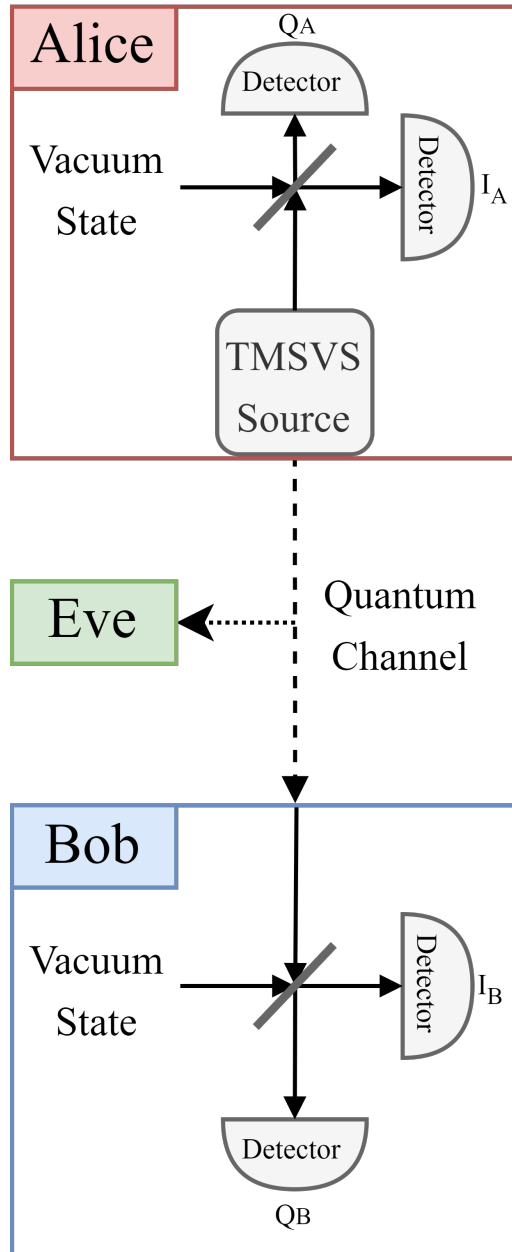 Alice
QA
Detector
Vacuum
State
Detector
IA
TMSVS
Source
Eve
Quantum
Channel
Bob
Vacuum
State
Detector
IB
Detector
QB